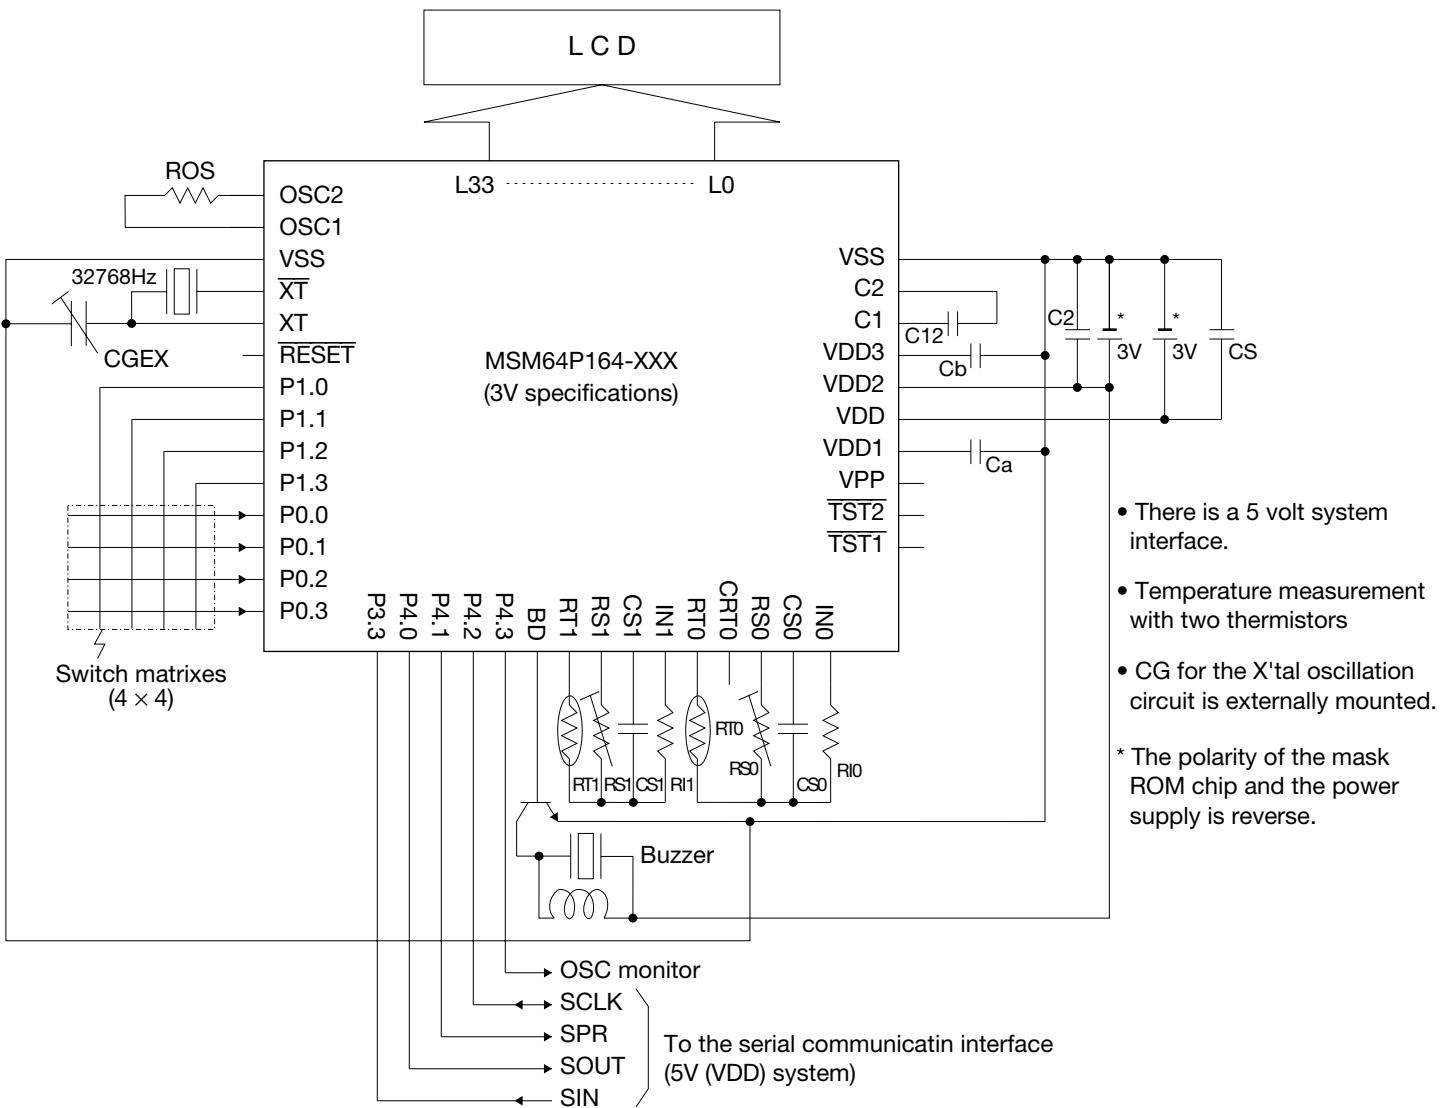 L C D
L33 L0
ROS
OSC2
OSC1
VSS
32768Hz
XT
XT
CGEX
RESET
P1.0
P1.1
P1.2
P1.3
P0.0
P0.1
P0.2
P0.3
Switch matrixes
(4 × 4)
MSM64P164-XXX
(3V specifications)
VSS
C2
C1
C12
VDD3
Cb
VDD2
VDD
VDD1
Ca
VPP
TST2
TST1
C2
*
3V
*
3V
CS
P3.3
P4.0
P4.1
P4.2
P4.3
BD
RT1
RS1
CS1
IN1
RT0
CRT0
RS0
CS0
IN0
RT1
RS1
CS1
RI1
RT0
RS0
CS0
RI0
Buzzer
OSC monitor
SCLK
SPR
SOUT
SIN
To the serial communicatin interface
(5V (VDD) system)
• There is a 5 volt system
interface.
• Temperature measurement
with two thermistors
• CG for the X'tal oscillation
circuit is externally mounted.
* The polarity of the mask
ROM chip and the power
supply is reverse.